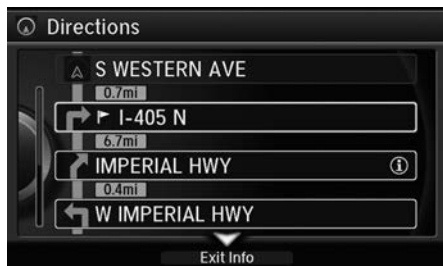 Directions
S WESTERN AVE
0.7mi
I-405 N
6.7mi
IMPERIAL HWY
0.4mi
W IMPERIAL HWY
Exit Info